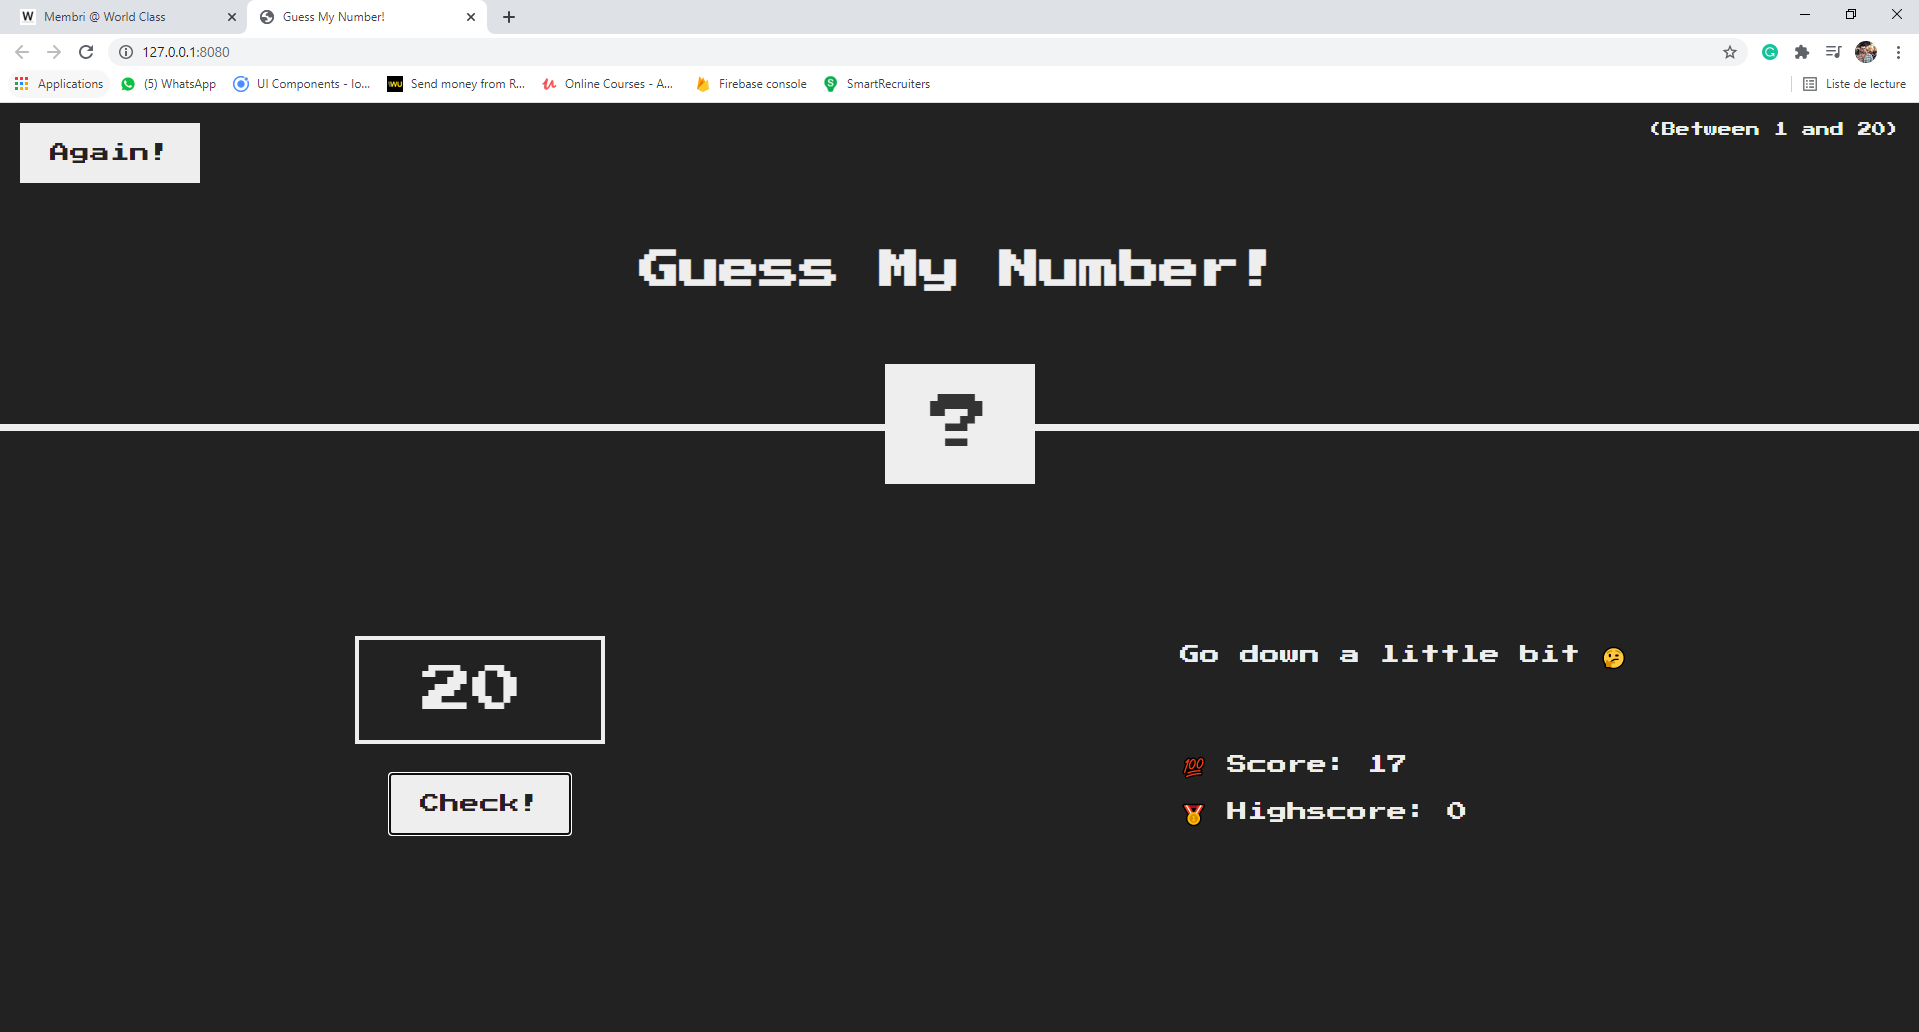 Membri @ World Class
Guess My Number!
127.0.0.1:8080
Applications
(5) WhatsApp
UI Components - Io...
Send money from R...
Online Courses - A...
Firebase console
SmartRecruiters
Liste de lecture
Again!
(Between 1 and 20)
Guess My Number!
?
20
Check!
Go down a little bit 🤔
💯 Score: 17
🥇 Highscore: 0